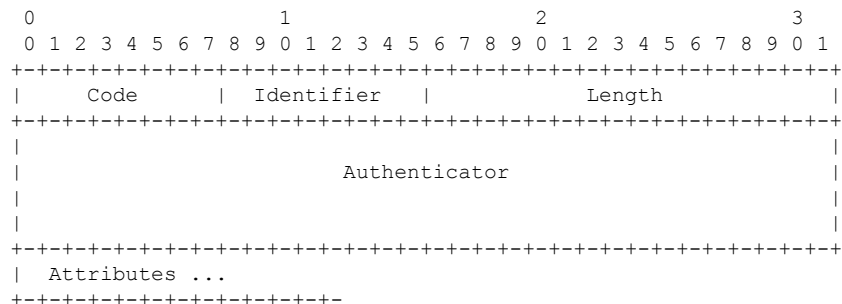 0                   1                   2                   3
 0 1 2 3 4 5 6 7 8 9 0 1 2 3 4 5 6 7 8 9 0 1 2 3 4 5 6 7 8 9 0 1
+-+-+-+-+-+-+-+-+-+-+-+-+-+-+-+-+-+-+-+-+-+-+-+-+-+-+-+-+-+-+-+-+
|     Code      |  Identifier   |            Length             |
+-+-+-+-+-+-+-+-+-+-+-+-+-+-+-+-+-+-+-+-+-+-+-+-+-+-+-+-+-+-+-+-+
|                                                               |
|                         Authenticator                         |
|                                                               |
|                                                               |
+-+-+-+-+-+-+-+-+-+-+-+-+-+-+-+-+-+-+-+-+-+-+-+-+-+-+-+-+-+-+-+-+
|  Attributes ...
+-+-+-+-+-+-+-+-+-+-+-+-+-